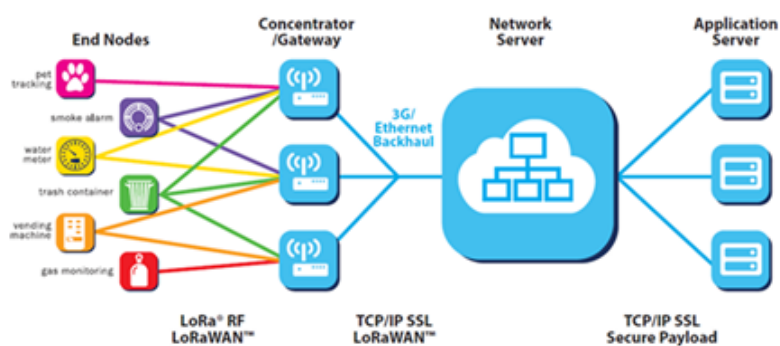 End Nodes
Concentrator
/Gateway
Network
Server
Application
Server
pet
tracking
smoke alarm
water
meter
trash container
vending
machine
gas monitoring
3G/
Ethernet
Backhaul
LoRa® RF
LoRaWAN™
TCP/IP SSL
LoRaWAN™
TCP/IP SSL
Secure Payload